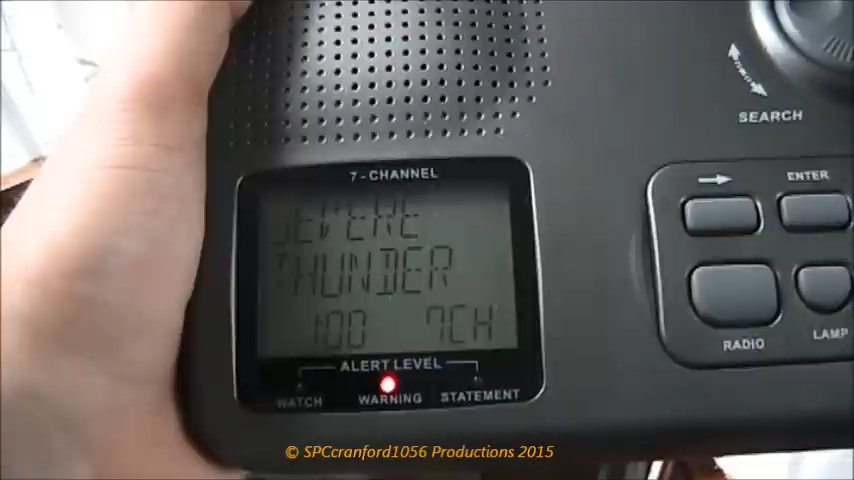 SEARCH
7-CHANNEL
ENTER
SEVERE
THUNDER
100 7CH
RADIO
LAMP
ALERT LEVEL
WATCH
WARNING
STATEMENT
© SPCcranford1056 Productions 2015